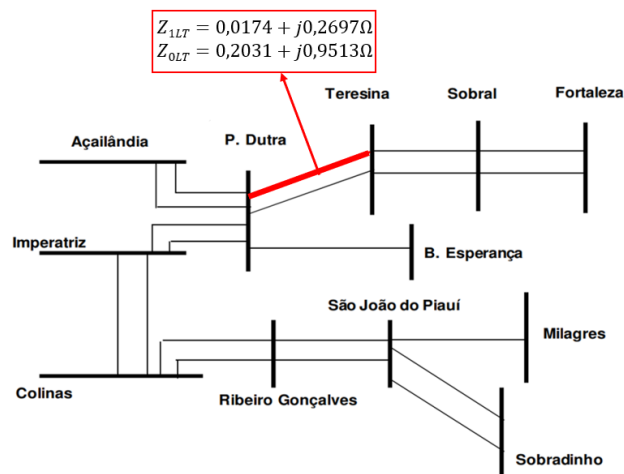 Z1LT = 0,0174 + j0,2697Ω
Z0LT = 0,2031 + j0,9513Ω
Teresina
Sobral
Fortaleza
Açailândia
P. Dutra
Imperatriz
B. Esperança
São João do Piauí
Milagres
Colinas
Ribeiro Gonçalves
Sobradinho